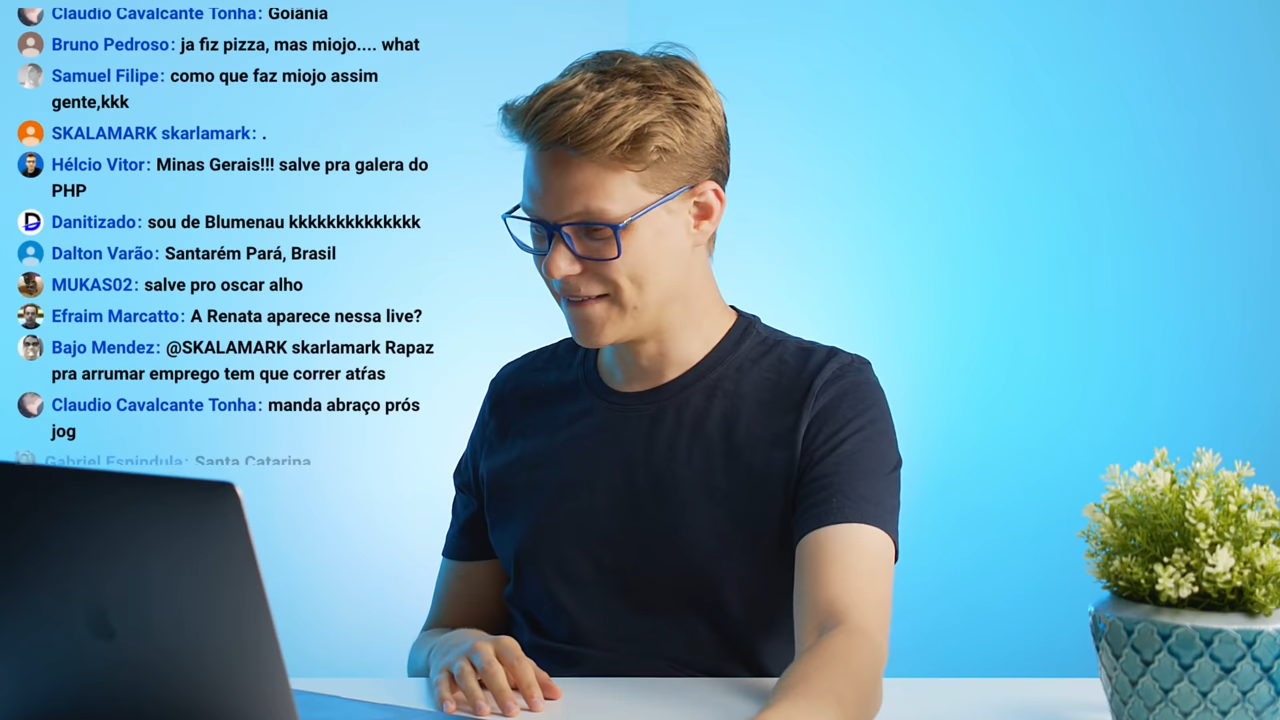 Claudio Cavalcante Tonha: Goiânia
Bruno Pedroso: ja fiz pizza, mas miojo.... what
Samuel Filipe: como que faz miojo assim
gente,kkk
SKALAMARK skarlamark: .
Hélcio Vitor: Minas Gerais!!! salve pra galera do
PHP
Danitizado: sou de Blumenau kkkkkkkkkkkkkk
Dalton Varão: Santarém Pará, Brasil
MUKAS02: salve pro oscar alho
Efraim Marcatto: A Renata aparece nessa live?
Bajo Mendez: @SKALAMARK skarlamark Rapaz
pra arrumar emprego tem que correr atŕas
Claudio Cavalcante Tonha: manda abraço prós
jog
Gabriel Espindula: Santa Catarina